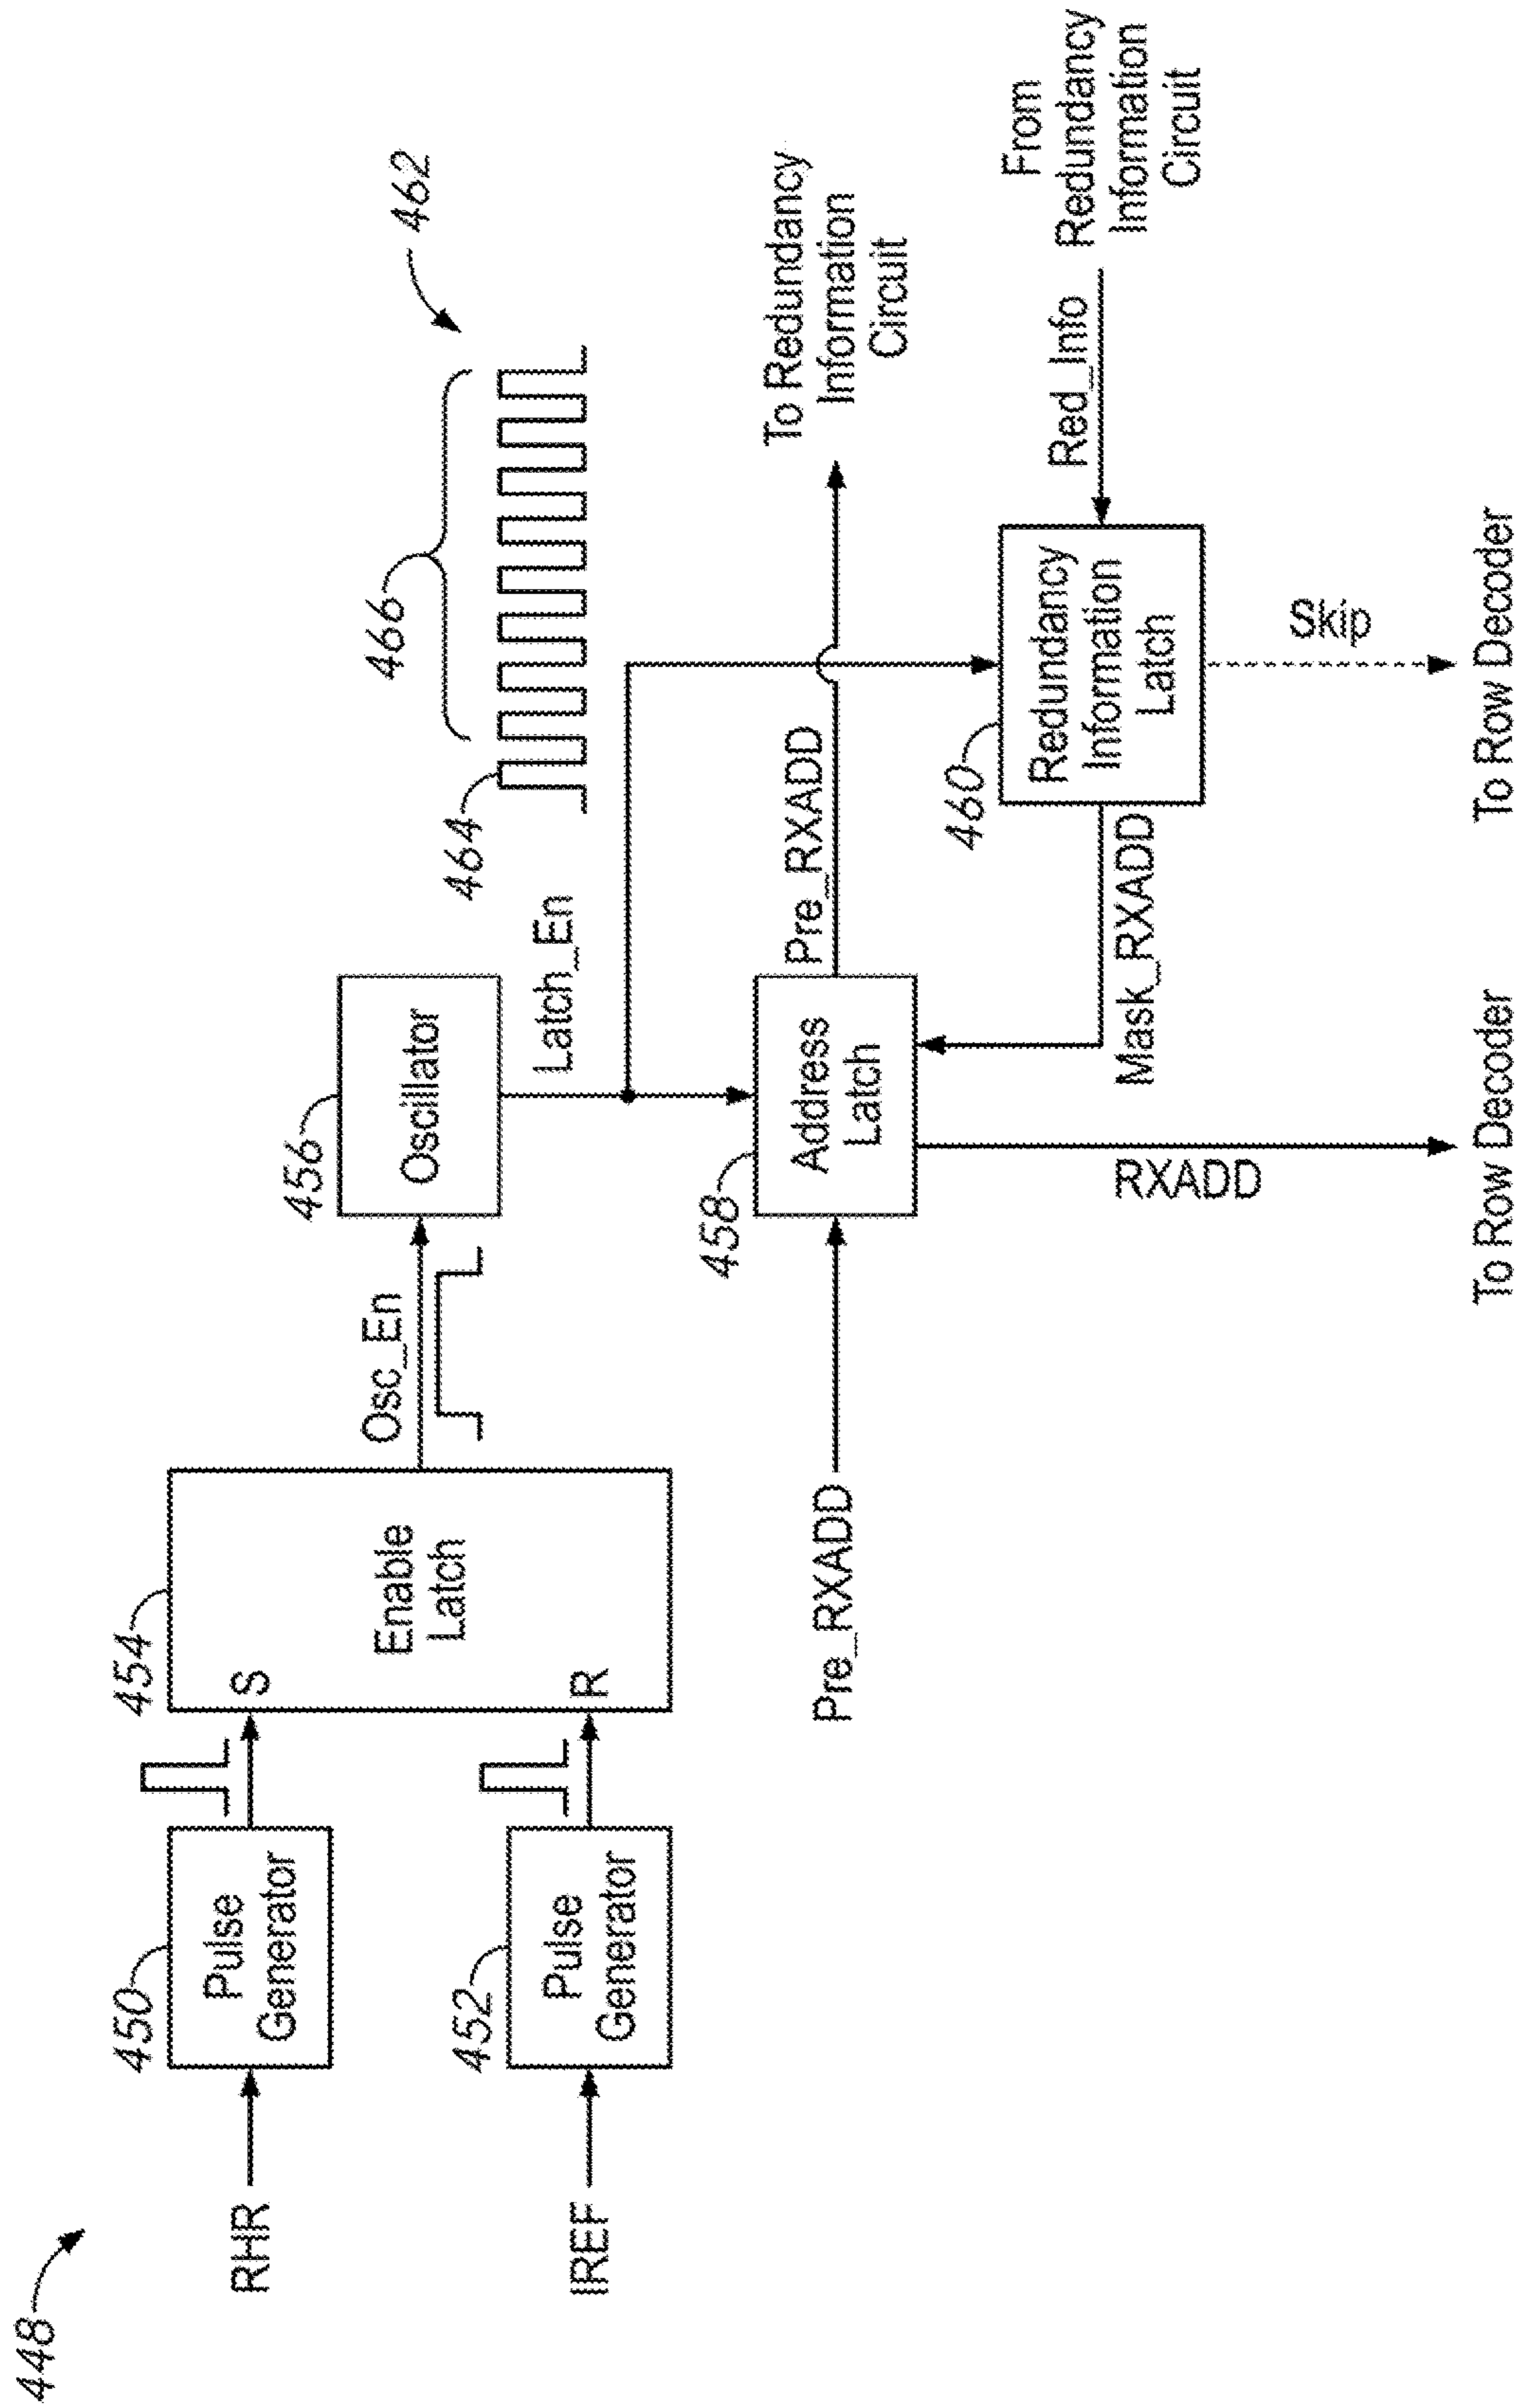 448
RHR
450
Pulse
Generator
IREF
452
Pulse
Generator
454
S
R
Enable
Latch
Osc_En
456
Oscillator
Latch_En
462
464
466
Pre_RXADD
458
Address
Latch
Pre_RXADD
To Redundancy
Information
Circuit
RXADD
To Row Decoder
Mask_RXADD
460
Redundancy
Information
Latch
Red_Info
From
Redundancy
Information
Circuit
Skip
To Row Decoder